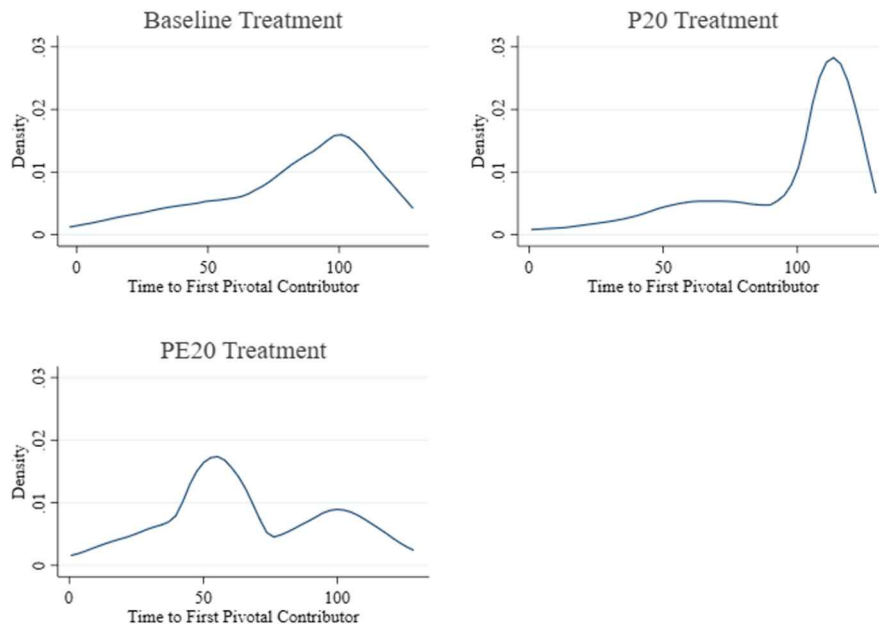 Baseline Treatment
.03
.02
.01
0
Density
0 50 100
Time to First Pivotal Contributor
P20 Treatment
.03
.02
.01
0
Density
0 50 100
Time to First Pivotal Contributor
PE20 Treatment
.03
.02
.01
0
Density
0 50 100
Time to First Pivotal Contributor